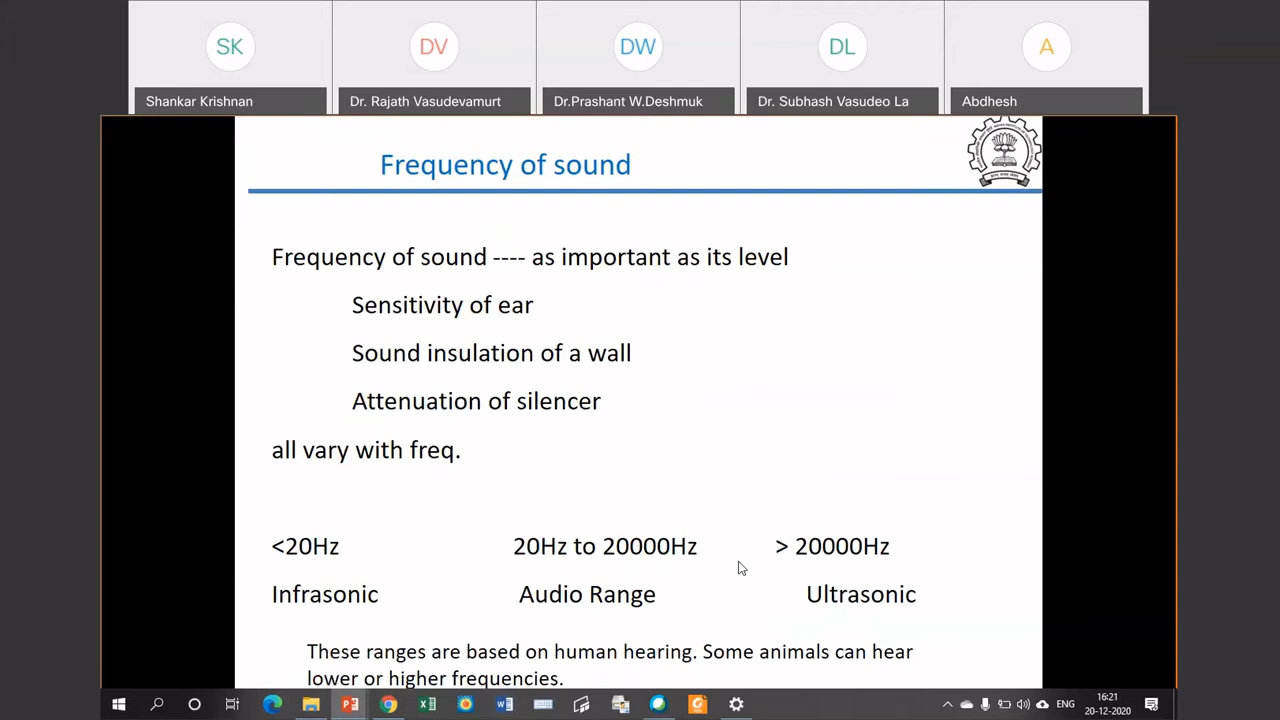 SK DV DW DL A
Shankar Krishnan Dr. Rajath Vasudevamurt Dr.Prashant W.Deshmuk Dr. Subhash Vasudeo La Abdhesh
Frequency of sound
Frequency of sound ---- as important as its level
Sensitivity of ear
Sound insulation of a wall
Attenuation of silencer
all vary with freq.
<20Hz 20Hz to 20000Hz > 20000Hz
Infrasonic Audio Range Ultrasonic
These ranges are based on human hearing. Some animals can hear
lower or higher frequencies.
ENG 16:21
20-12-2020